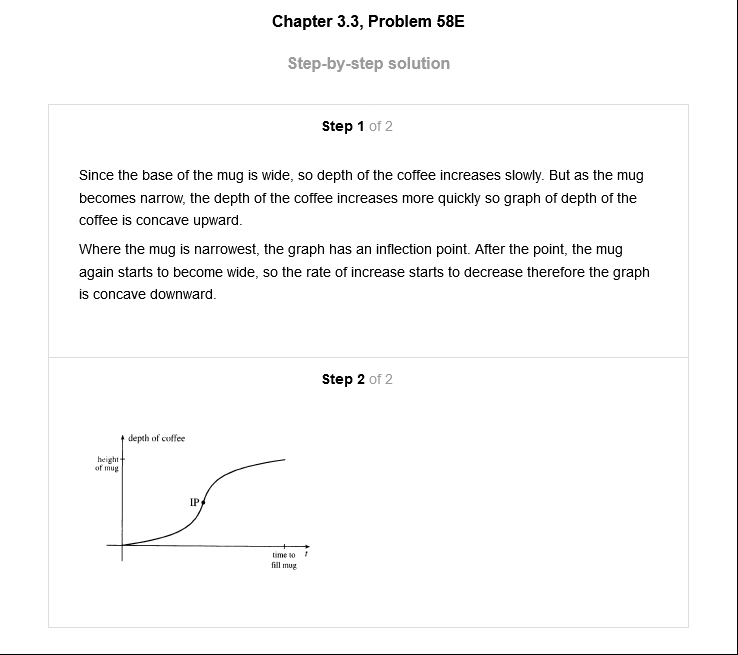 Chapter 3.3, Problem 58E
Step-by-step solution
Step 1 of 2
Since the base of the mug is wide, so depth of the coffee increases slowly. But as the mug
becomes narrow, the depth of the coffee increases more quickly so graph of depth of the
coffee is concave upward.
Where the mug is narrowest, the graph has an inflection point. After the point, the mug
again starts to become wide, so the rate of increase starts to decrease therefore the graph
is concave downward.
Step 2 of 2
depth of coffee
height
of mug
IP
time to t
fill mug